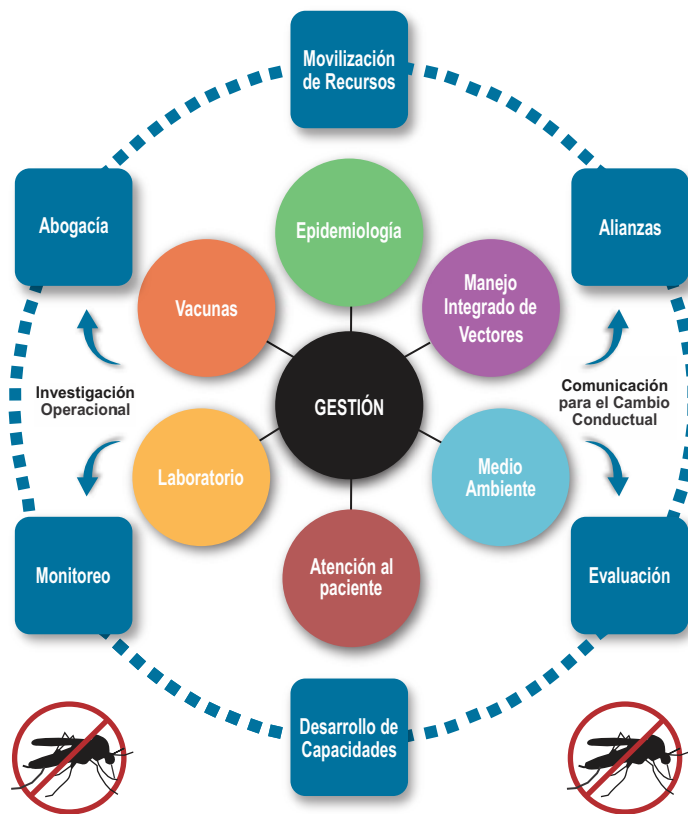 Movilización
de Recursos
Abogacía
Alianzas
Epidemiología
Vacunas
Manejo
Integrado de
Vectores
Investigación
Operacional
GESTIÓN
Comunicación
para el Cambio
Conductual
Laboratorio
Medio
Ambiente
Monitoreo
Atención al
paciente
Evaluación
Desarrollo de
Capacidades